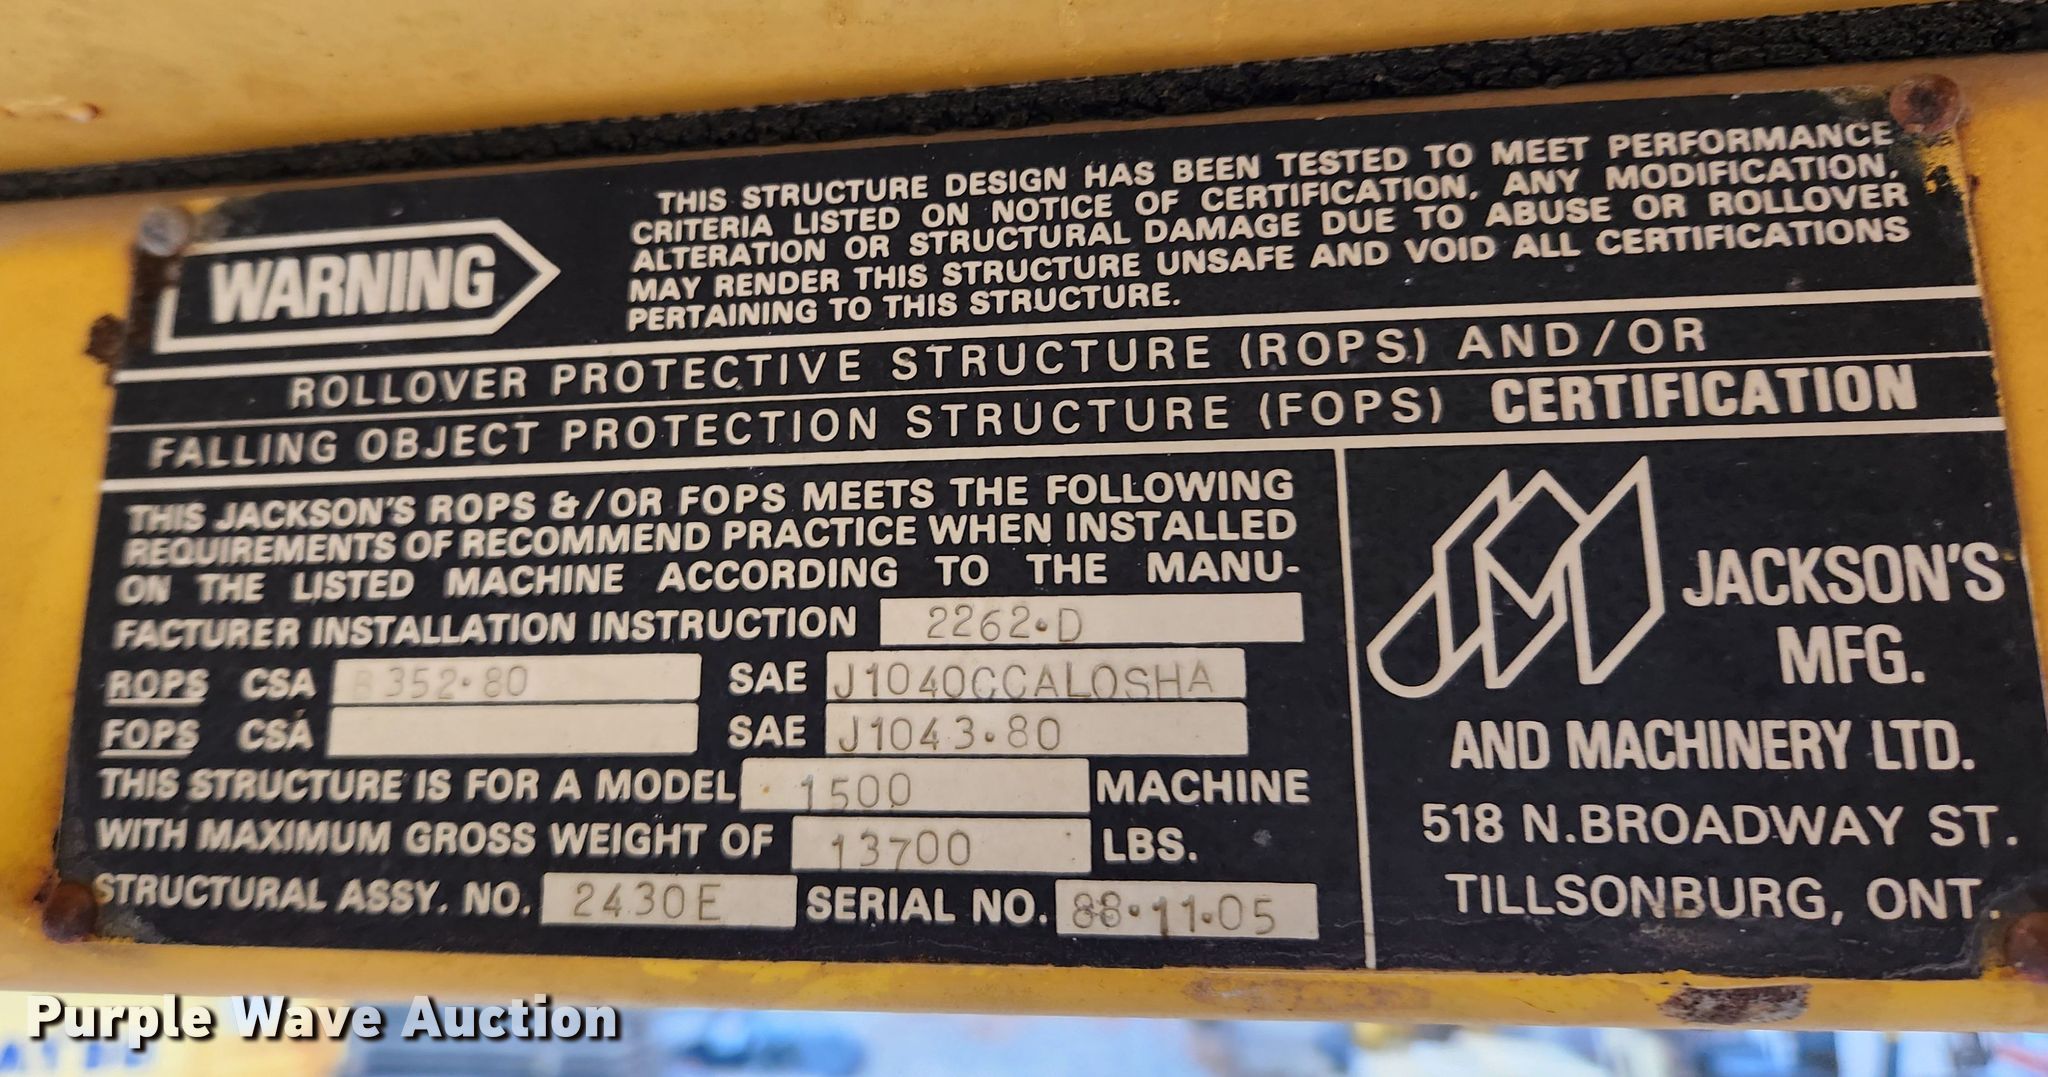 WARNING
THIS STRUCTURE DESIGN HAS BEEN TESTED TO MEET PERFORMANCE
CRITERIA LISTED ON NOTICE OF CERTIFICATION. ANY MODIFICATION,
ALTERATION OR STRUCTURAL DAMAGE DUE TO ABUSE OR ROLLOVER
MAY RENDER THIS STRUCTURE UNSAFE AND VOID ALL CERTIFICATIONS
PERTAINING TO THIS STRUCTURE.
ROLLOVER PROTECTIVE STRUCTURE (ROPS) AND/OR
FALLING OBJECT PROTECTION STRUCTURE (FOPS) CERTIFICATION
THIS JACKSON'S ROPS &/OR FOPS MEETS THE FOLLOWING
REQUIREMENTS OF RECOMMEND PRACTICE WHEN INSTALLED
ON THE LISTED MACHINE ACCORDING TO THE MANU-
FACTURER INSTALLATION INSTRUCTION 2262·D
ROPS CSA B 352·80 SAE J1040CCALOSHA
FOPS CSA SAE J1043·80
THIS STRUCTURE IS FOR A MODEL 1500 MACHINE
WITH MAXIMUM GROSS WEIGHT OF 13700 LBS.
STRUCTURAL ASSY. NO. 2430E SERIAL NO. 88·11·05
JACKSON'S
MFG.
AND MACHINERY LTD.
518 N.BROADWAY ST.
TILLSONBURG, ONT.
Purple Wave Auction